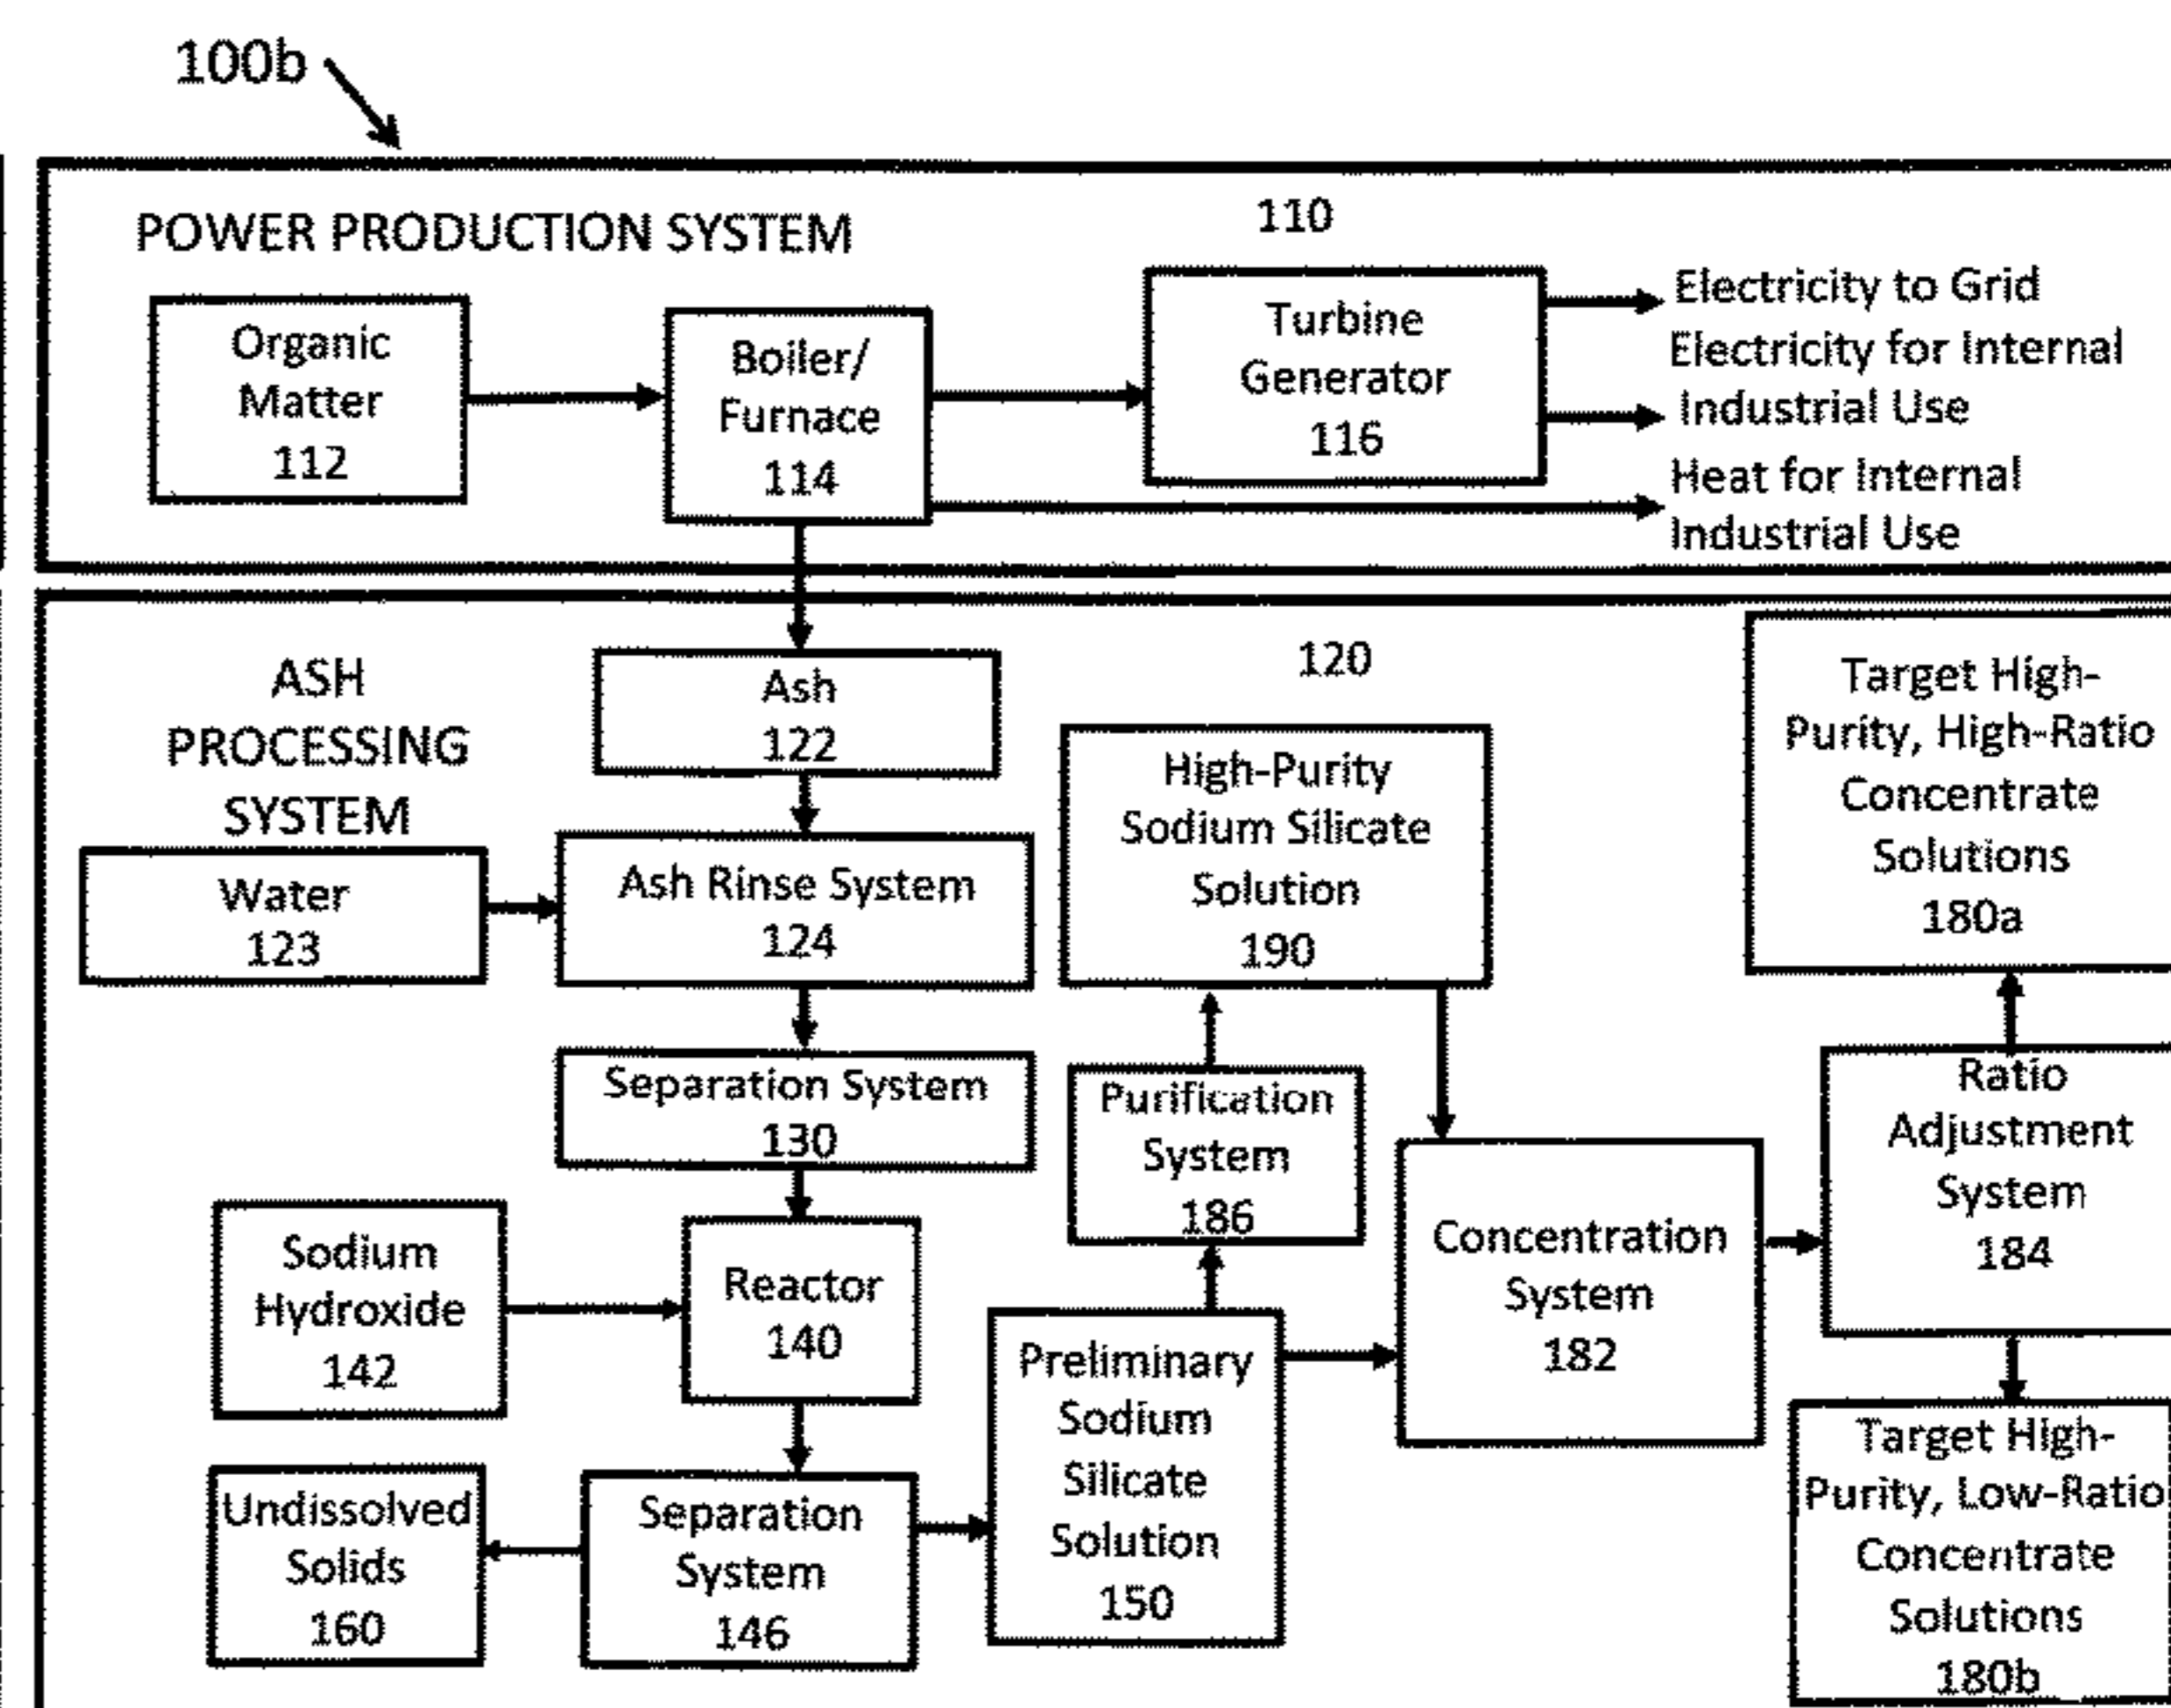 100b
POWER PRODUCTION SYSTEM
110
Organic
Matter
112
Boiler/
Furnace
114
Turbine
Generator
116
Electricity to Grid
Electricity for Internal
Industrial Use
Heat for Internal
Industrial Use
ASH
PROCESSING
SYSTEM
120
Ash
122
Water
123
Ash Rinse System
124
Separation System
130
Sodium
Hydroxide
142
Reactor
140
Undissolved
Solids
160
Separation
System
146
Preliminary
Sodium
Silicate
Solution
150
Purification
System
186
High-Purity
Sodium Silicate
Solution
190
Concentration
System
182
Ratio
Adjustment
System
184
Target High-
Purity, High-Ratio
Concentrate
Solutions
180a
Target High-
Purity, Low-Ratio
Concentrate
Solutions
180b